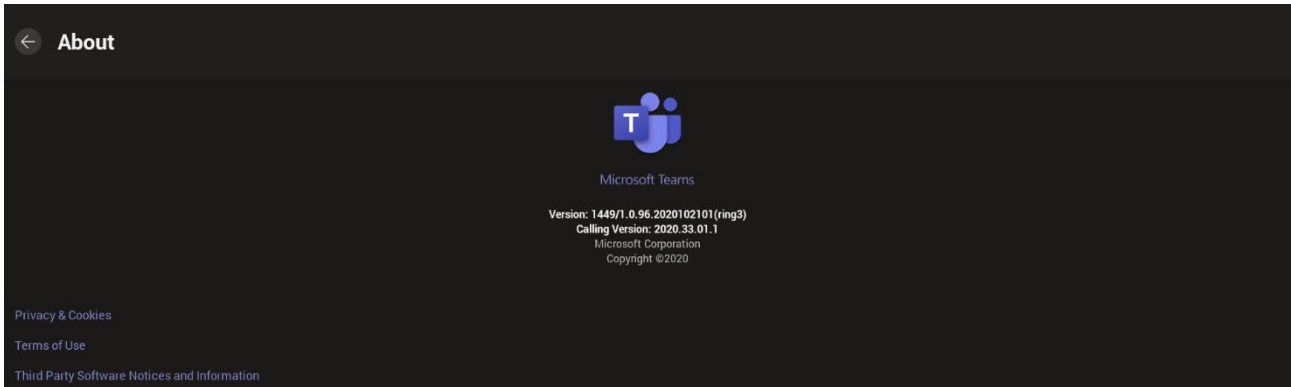 About
T
Microsoft Teams
Version: 1449/1.0.96.2020102101(ring3)
Calling Version: 2020.33.01.1
Microsoft Corporation
Copyright ©2020
Privacy & Cookies
Terms of Use
Third Party Software Notices and Information